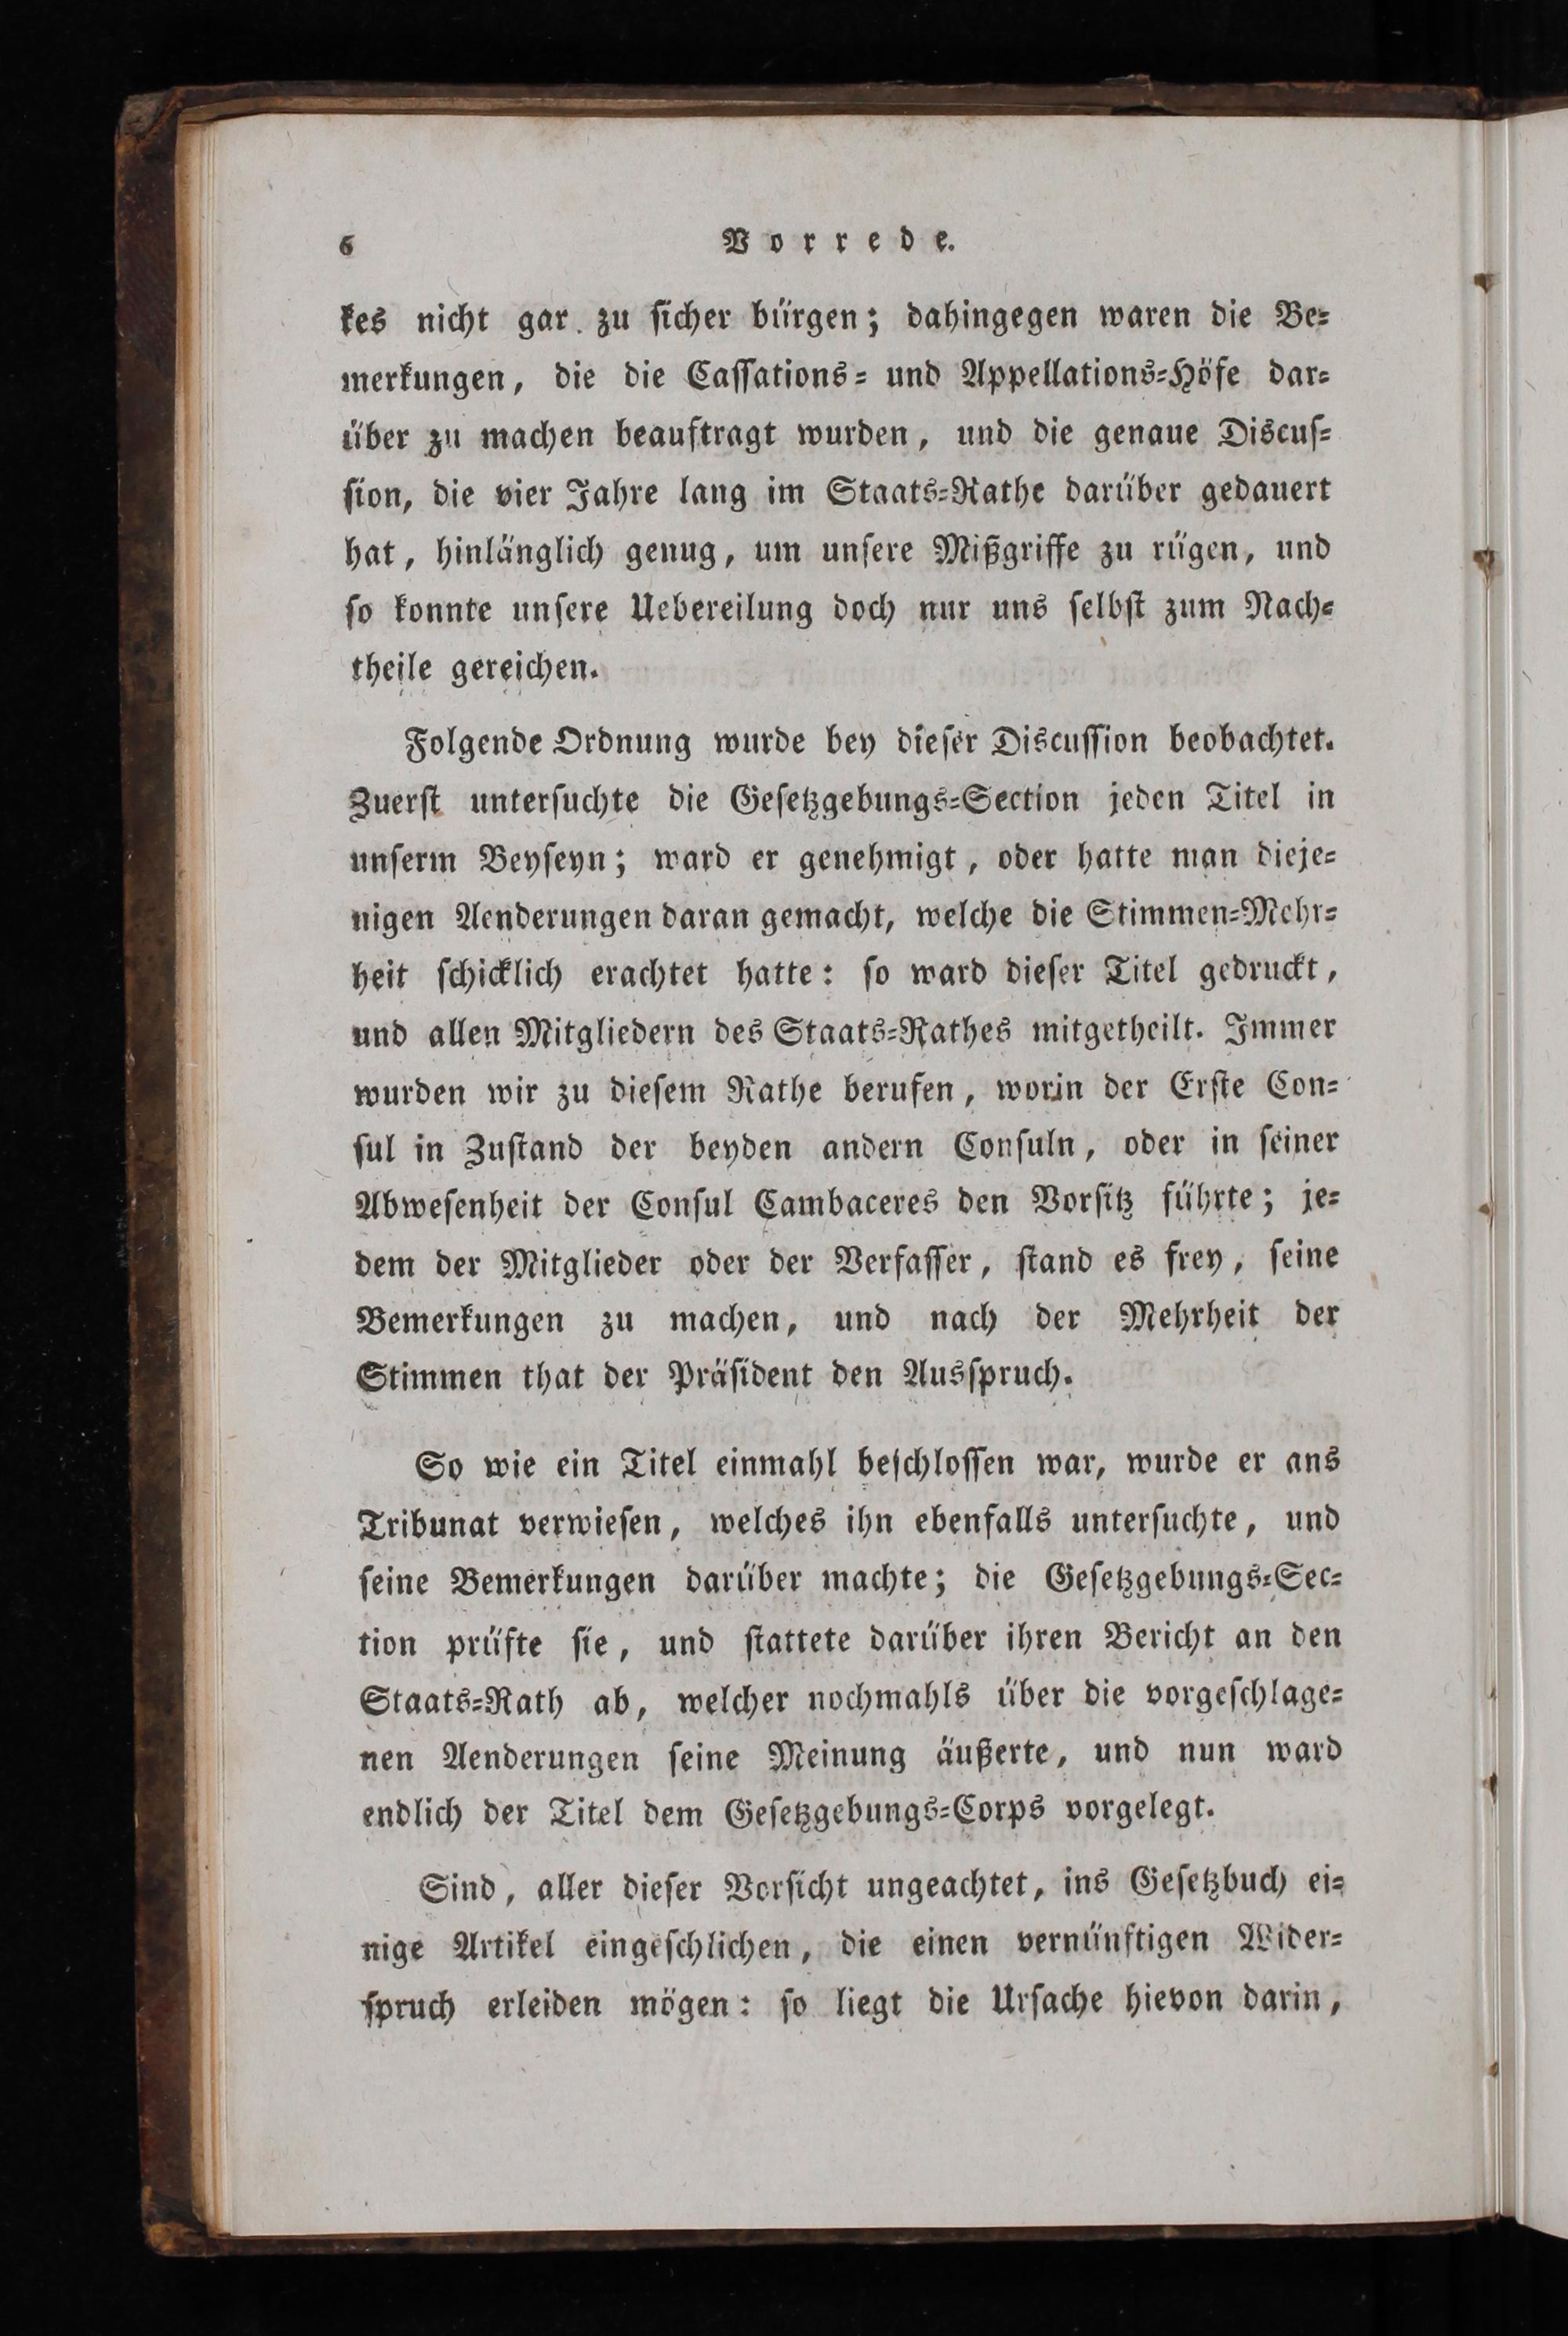 6 Vorrede.
kes nicht gar zu ſicher bürgen; dahingegen waren die Be⸗
merkungen, die die Caſſations⸗ und Appellations⸗Höfe dar⸗
über zu machen beauftragt wurden, und die genaue Discuſ⸗
ſion, die vier Jahre lang im Staats⸗Rathe darüber gedauert
hat, hinlänglich genug, um unſere Mißgriffe zu rügen, und
ſo konnte unſere Uebereilung doch nur uns ſelbſt zum Nach⸗
theile gereichen.
Folgende Ordnung wurde bey dieſer Discuſſion beobachtet.
Zuerſt unterſuchte die Geſetzgebungs⸗Section jeden Titel in
unſerm Beyſeyn; ward er genehmigt, oder hatte man dieje⸗
nigen Aenderungen daran gemacht, welche die Stimmen⸗Mehr⸗
heit ſchicklich erachtet hatte: ſo ward dieſer Titel gedruckt,
und allen Mitgliedern des Staats⸗Rathes mitgetheilt. Immer
wurden wir zu dieſem Rathe berufen, worin der Erſte Con⸗
ſul in Zuſtand der beyden andern Conſuln, oder in ſeiner
Abweſenheit der Conſul Cambaceres den Vorſitz führte; je⸗
dem der Mitglieder oder der Verfaſſer, ſtand es frey, ſeine
Bemerkungen zu machen, und nach der Mehrheit der
Stimmen that der Präſident den Ausſpruch.
So wie ein Titel einmahl beſchloſſen war, wurde er ans
Tribunat verwieſen, welches ihn ebenfalls unterſuchte, und
ſeine Bemerkungen darüber machte; die Geſetzgebungs⸗Sec⸗
tion prüfte ſie, und ſtattete darüber ihren Bericht an den
Staats⸗Rath ab, welcher nochmahls über die vorgeſchlage⸗
nen Aenderungen ſeine Meinung äußerte, und nun ward
endlich der Titel dem Geſetzgebungs⸗Corps vorgelegt.
Sind, aller dieſer Vorſicht ungeachtet, ins Geſetzbuch ei⸗
nige Artikel eingeſchlichen, die einen vernünftigen Wider⸗
ſpruch erleiden mögen: ſo liegt die Urſache hievon darin,